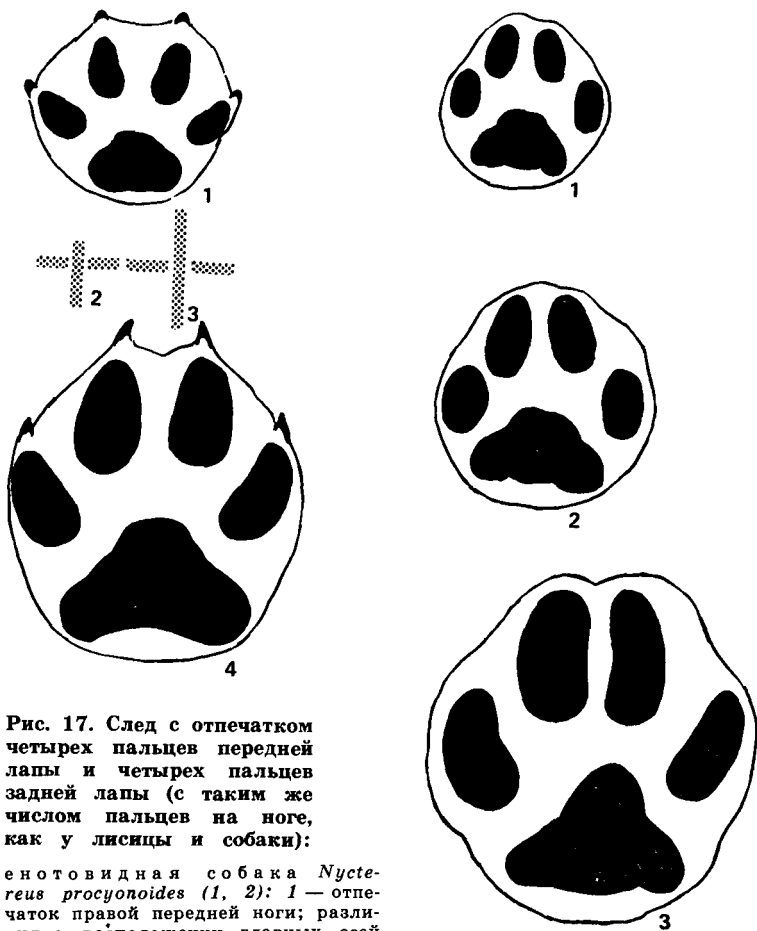 1
1
2
3
2
4
3
Рис. 17. След с отпечатком
четырех пальцев передней
лапы и четырех пальцев
задней лапы (с таким же
числом пальцев на ноге,
как у лисицы и собаки):
енотовидная собака Nycte-
reus procyonoides (1, 2): 1 — отпе-
чаток правой передней ноги; разли-